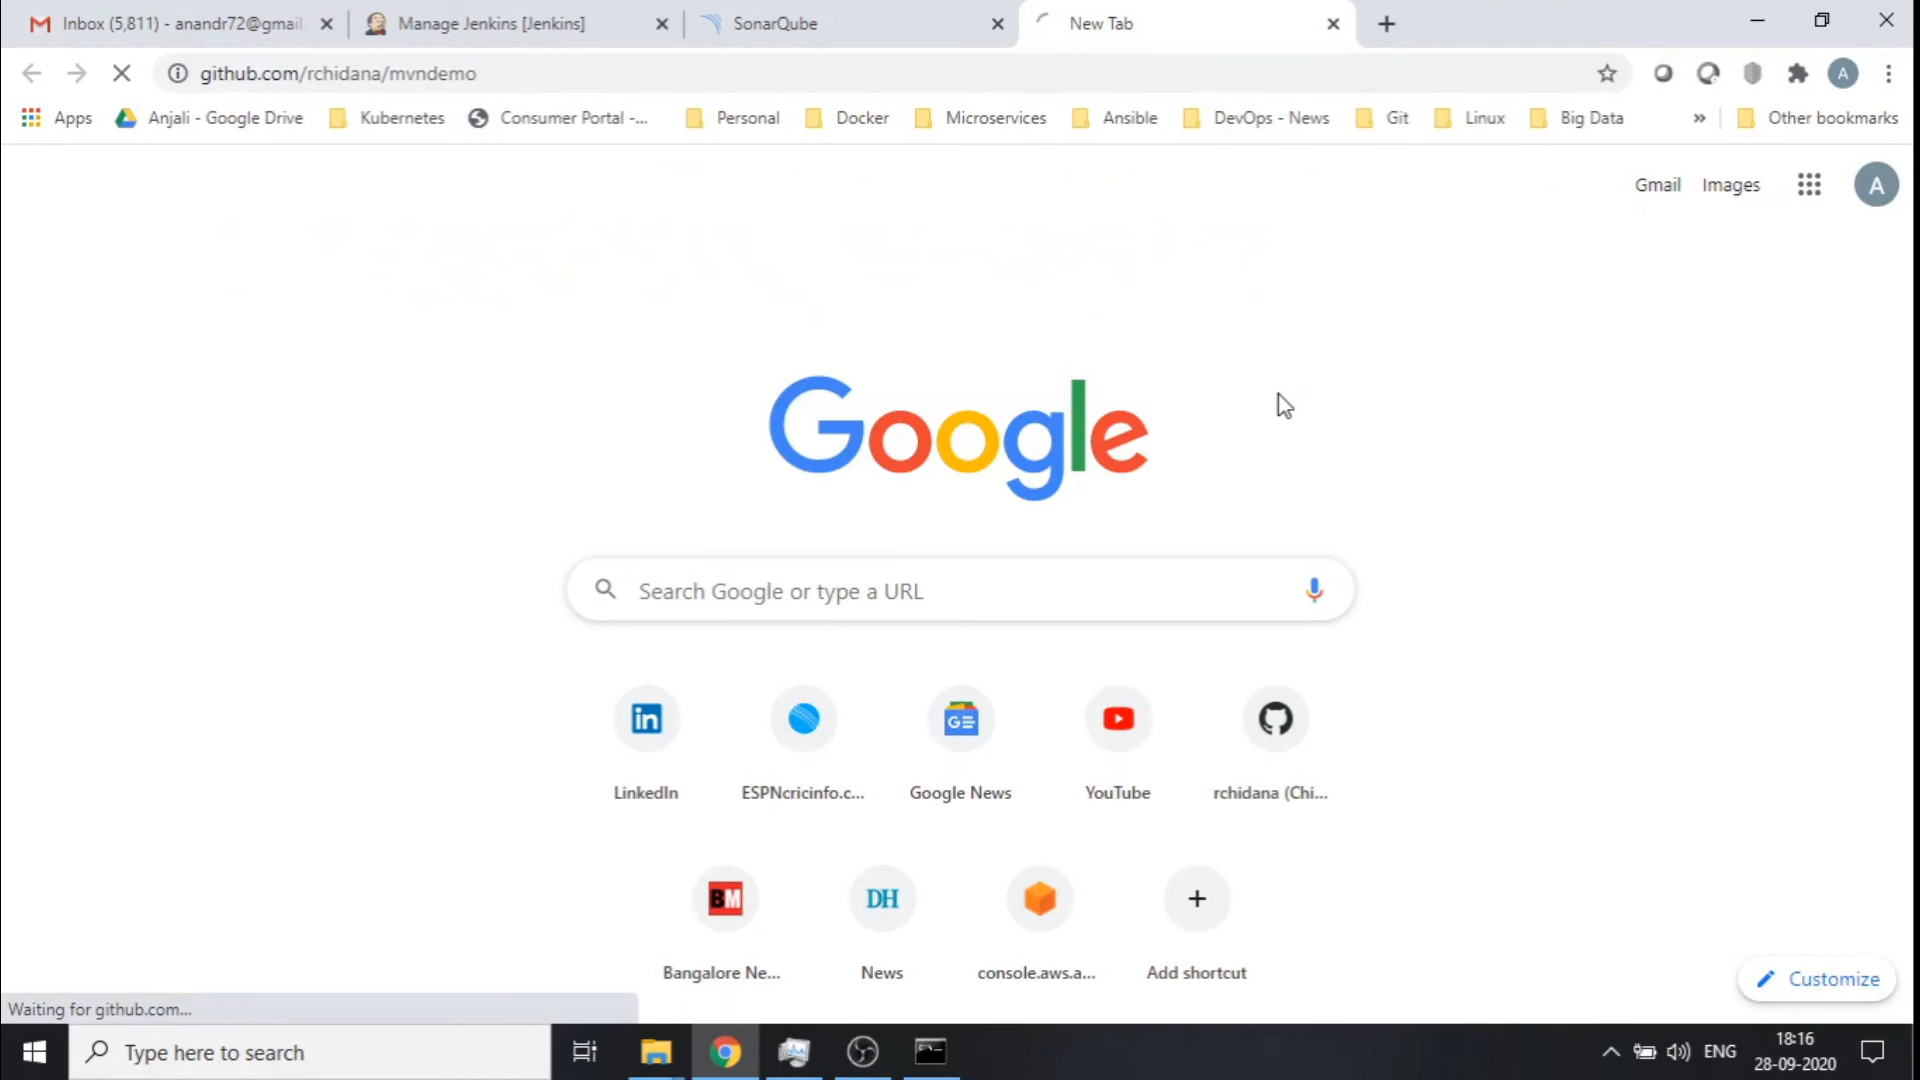 Inbox (5,811) - anandr72@gmail.
Manage Jenkins [Jenkins]
SonarQube
New Tab
github.com/rchidana/mvndemo
A
Apps
Anjali - Google Drive
Kubernetes
Consumer Portal -...
Personal
Docker
Microservices
Ansible
DevOps - News
Git
Linux
Big Data
»
Other bookmarks
Gmail
Images
A
Google
Search Google or type a URL
in
GE
LinkedIn
ESPNcricinfo.c...
Google News
YouTube
rchidana (Chi...
BM
DH
Bangalore Ne...
News
console.aws.a...
Add shortcut
Customize
Waiting for github.com...
Type here to search
ENG
18:16
28-09-2020